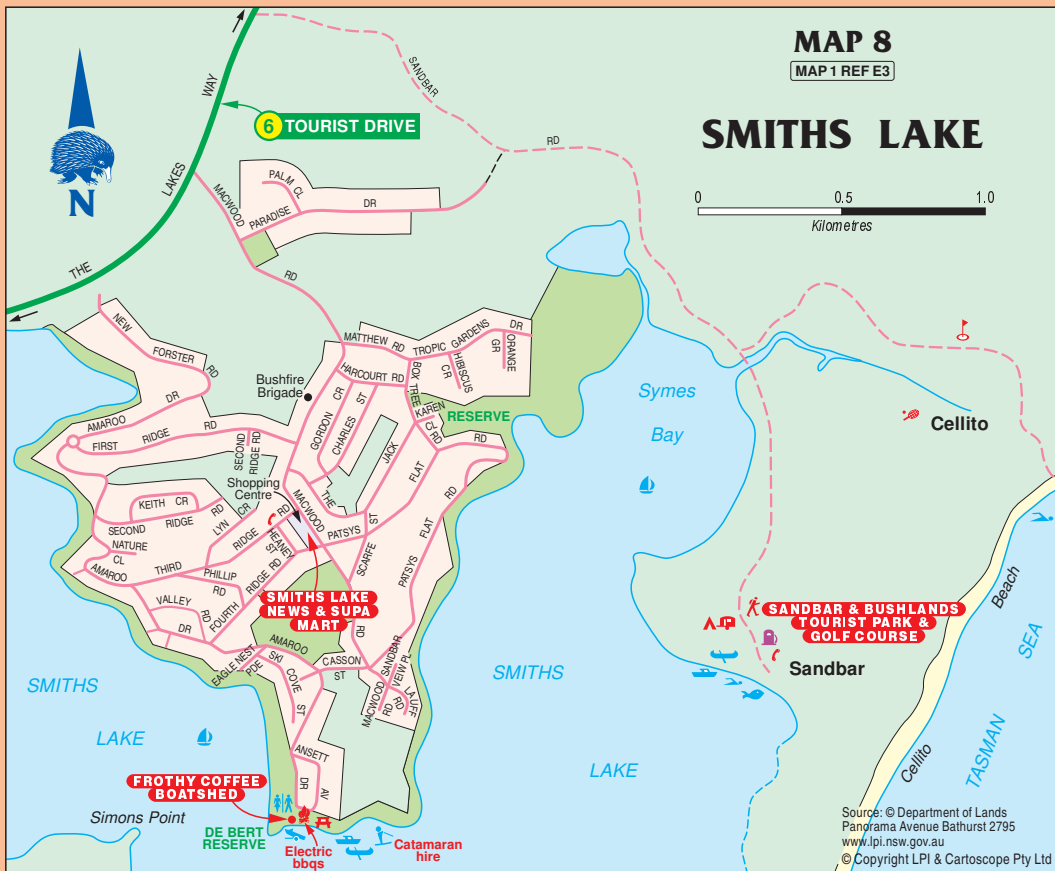 MAP 8
MAP 1 REF E3
SMITHS LAKE
0 0.5 1.0
Kilometres
6 TOURIST DRIVE
N
THE LAKES WAY
SANDBAR RD
MACWOOD RD
PALM CL
PARADISE DR
NEW FORSTER RD
MATTHEW RD
TROPIC GARDENS DR
HIBISCUS CR
ORANGE GR
HARCOURT RD
BOX TREE
KAREN CT
RD
RD
Bushfire
Brigade
GORDON CR
CHARLES ST
JACK
THE
RESERVE
AMAROO DR
FIRST RIDGE RD
SECOND RIDGE RD
Shopping
Centre
KEITH CR
SECOND RIDGE RD
LYN CR
NATURE CL
RIDGE RD
HEANEY ST
MACWOOD
PATSYS ST
FLAT
PATSYS FLAT RD
SCARFE
RD
AMAROO
THIRD
PHILLIP RD
VALLEY RD
FOURTH RIDGE RD
DR
SMITHS LAKE
NEWS & SUPA
MART
AMAROO
EAGLE NEST PDE
SKI COVE ST
CASSON ST
MACWOOD RD
SANDBAR VEIW PL
LAUFF RD
ANSETT AV
DR
FROTHY COFFEE
BOATSHED
Simons Point
DE BERT
RESERVE
Electric
bbqs
Catamaran
hire
SMITHS
LAKE
SMITHS
LAKE
Symes
Bay
Cellito
SANDBAR & BUSHLANDS
TOURIST PARK &
GOLF COURSE
Sandbar
Cellito Beach
TASMAN SEA
Source: © Department of Lands
Panorama Avenue Bathurst 2795
www.lpi.nsw.gov.au
© Copyright LPI & Cartoscope Pty Ltd